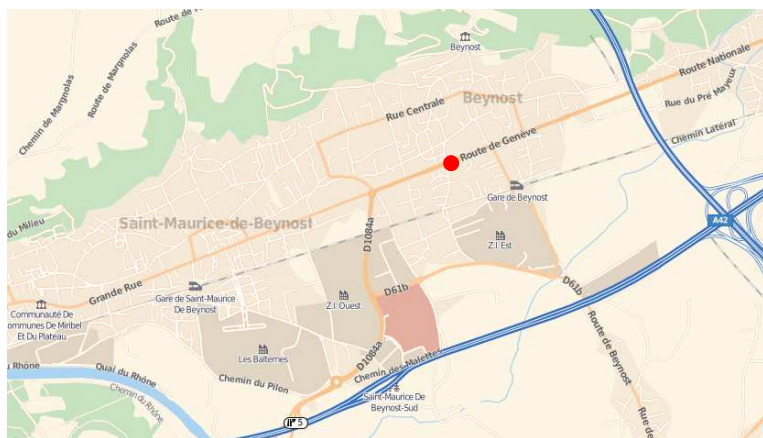 Route de M
Route de Margnolas
Chemin de Margnolas
Beynost
Route Nationale
Beynost
Rue Centrale
Rue du Pré Mayeux
Route de Genève
Chemin Latéral
Gare de Beynost
du Milieu
Saint-Maurice-de-Beynost
D1084a
A42
Z.I. Est
Grande Rue
Gare de Saint-Maurice
De Beynost
D61b
D61b
Z.I. Ouest
Communauté De
Communes De Miribel
Et Du Plateau
Route de Beynost
D1084a
Les Balternes
Chemin des Malettes
u Rhône
Quai du Rhône
Chemin du Rhône
Chemin du Pilon
Saint-Maurice De
Beynost-Sud
5
Rue de